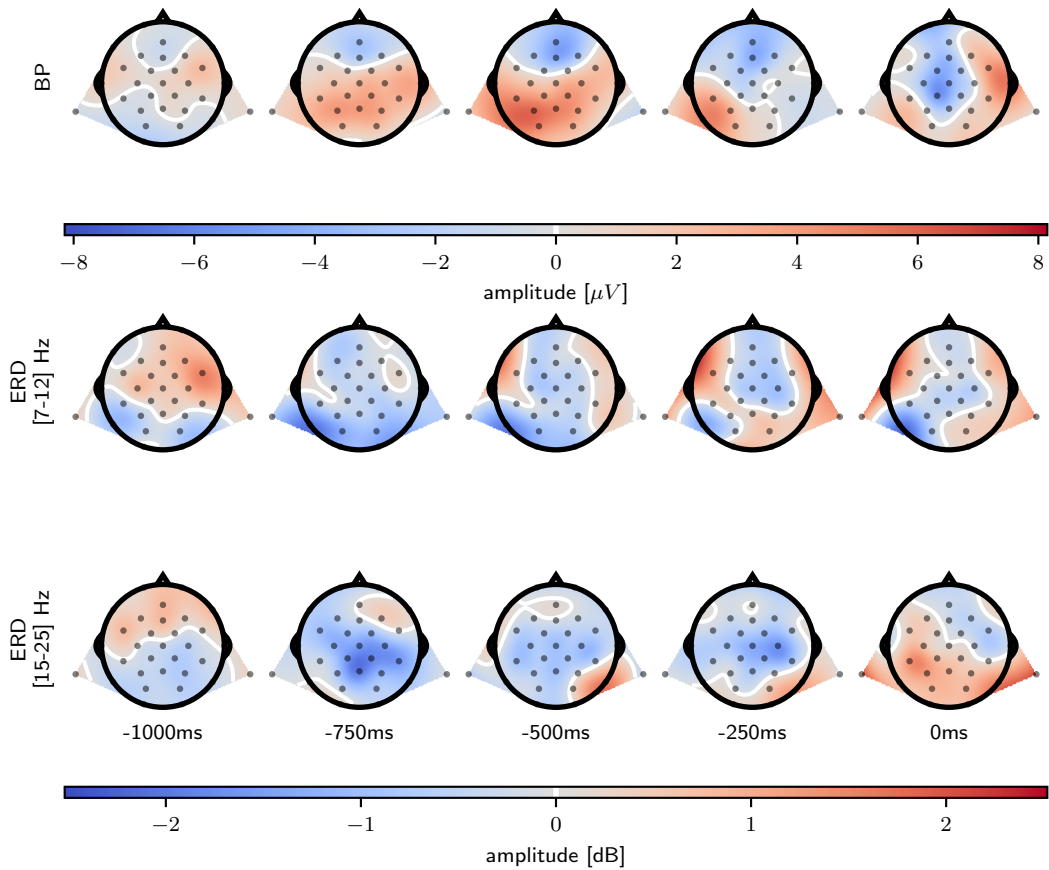 BP
−8 −6 −4 −2 0 2 4 6 8
amplitude [μV]
ERD
[7-12] Hz
ERD
[15-25] Hz
-1000ms -750ms -500ms -250ms 0ms
−2 −1 0 1 2
amplitude [dB]